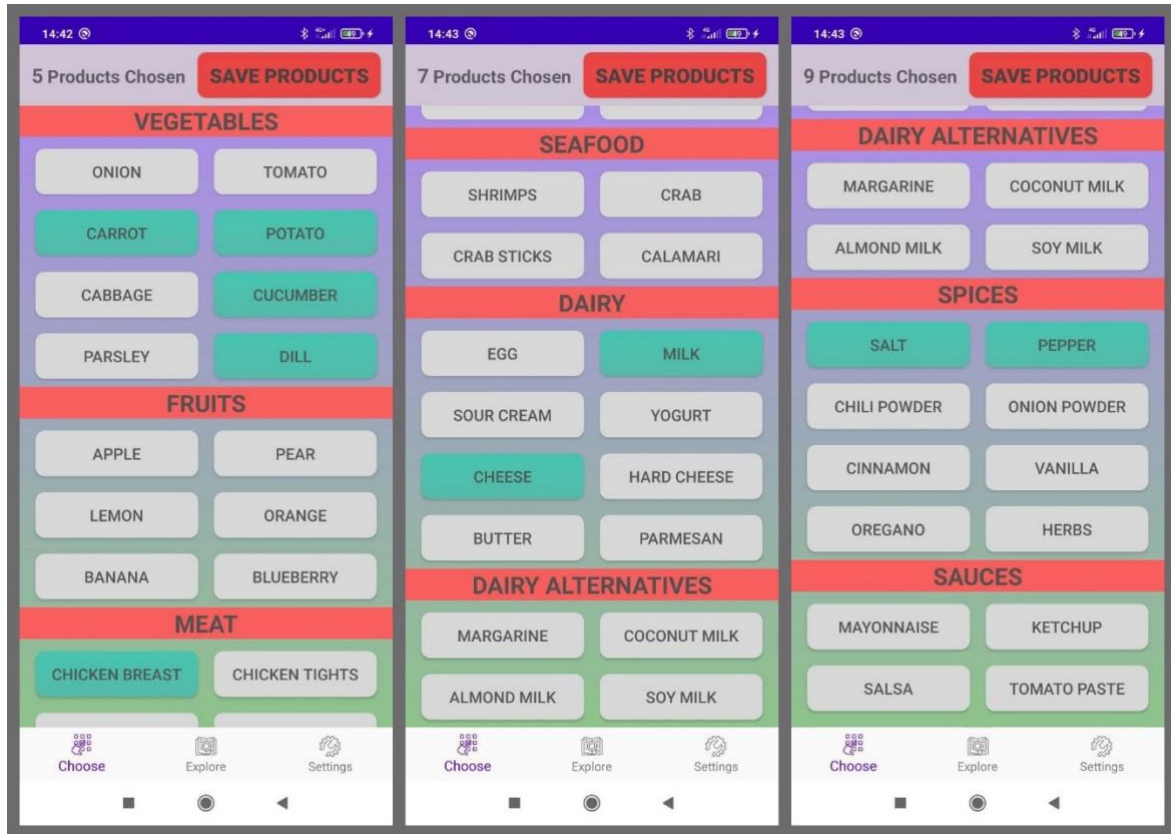 14:42
49
5 Products Chosen SAVE PRODUCTS
VEGETABLES
ONION TOMATO
CARROT POTATO
CABBAGE CUCUMBER
PARSLEY DILL
FRUITS
APPLE PEAR
LEMON ORANGE
BANANA BLUEBERRY
MEAT
CHICKEN BREAST CHICKEN TIGHTS
Choose Explore Settings
14:43
49
7 Products Chosen SAVE PRODUCTS
SEAFOOD
SHRIMPS CRAB
CRAB STICKS CALAMARI
DAIRY
EGG MILK
SOUR CREAM YOGURT
CHEESE HARD CHEESE
BUTTER PARMESAN
DAIRY ALTERNATIVES
MARGARINE COCONUT MILK
ALMOND MILK SOY MILK
Choose Explore Settings
14:43
49
9 Products Chosen SAVE PRODUCTS
DAIRY ALTERNATIVES
MARGARINE COCONUT MILK
ALMOND MILK SOY MILK
SPICES
SALT PEPPER
CHILI POWDER ONION POWDER
CINNAMON VANILLA
OREGANO HERBS
SAUCES
MAYONNAISE KETCHUP
SALSA TOMATO PASTE
Choose Explore Settings